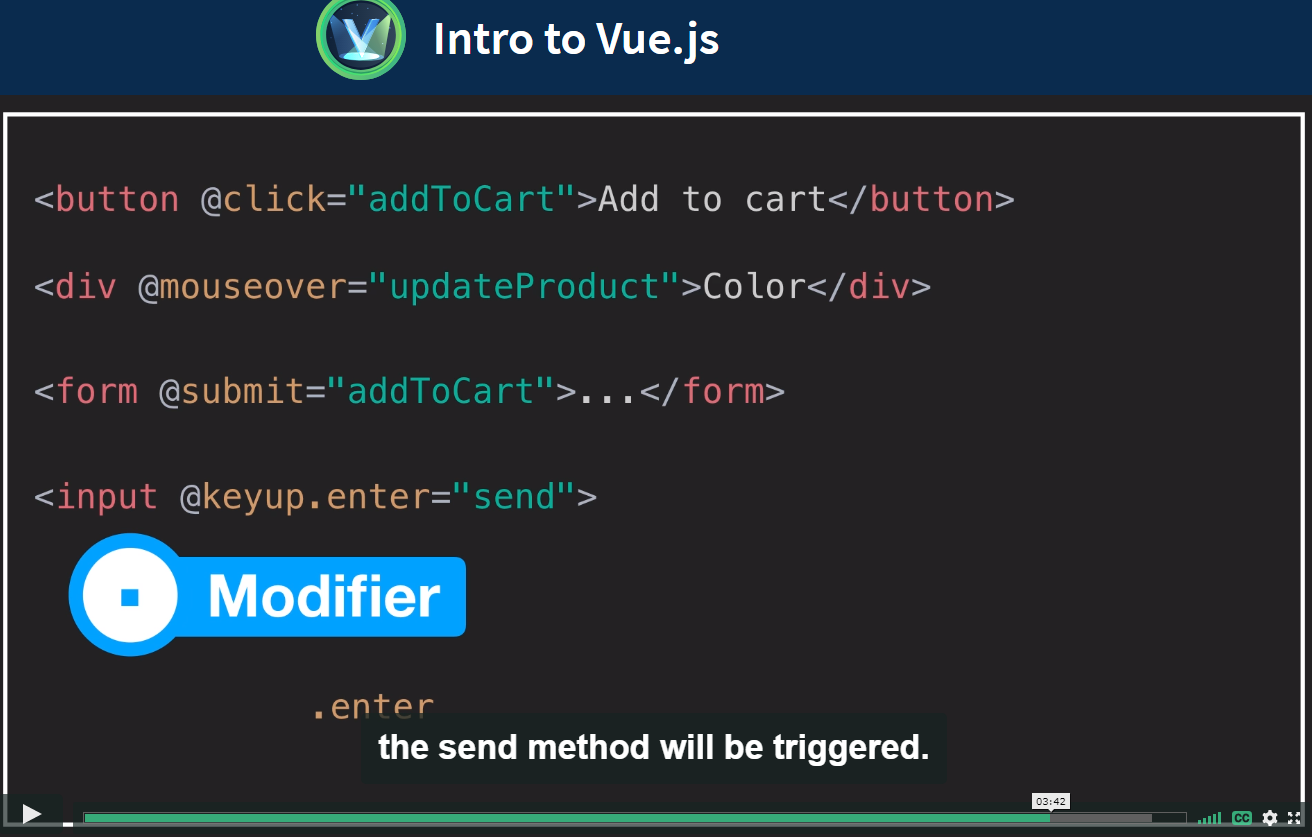 Intro to Vue.js
<button @click="addToCart">Add to cart</button>
<div @mouseover="updateProduct">Color</div>
<form @submit="addToCart">...</form>
<input @keyup.enter="send">
Modifier
.enter
the send method will be triggered.
03:42
CC